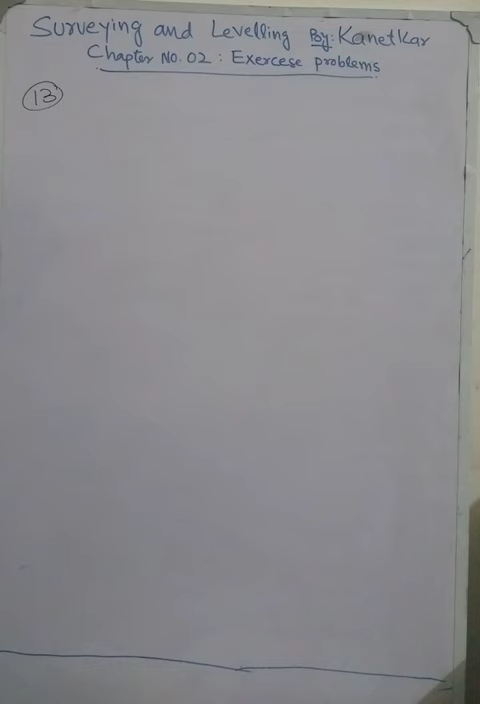 Surveying and Levelling By: Kanetkar
Chapter No. 02 : Exercese problems
13